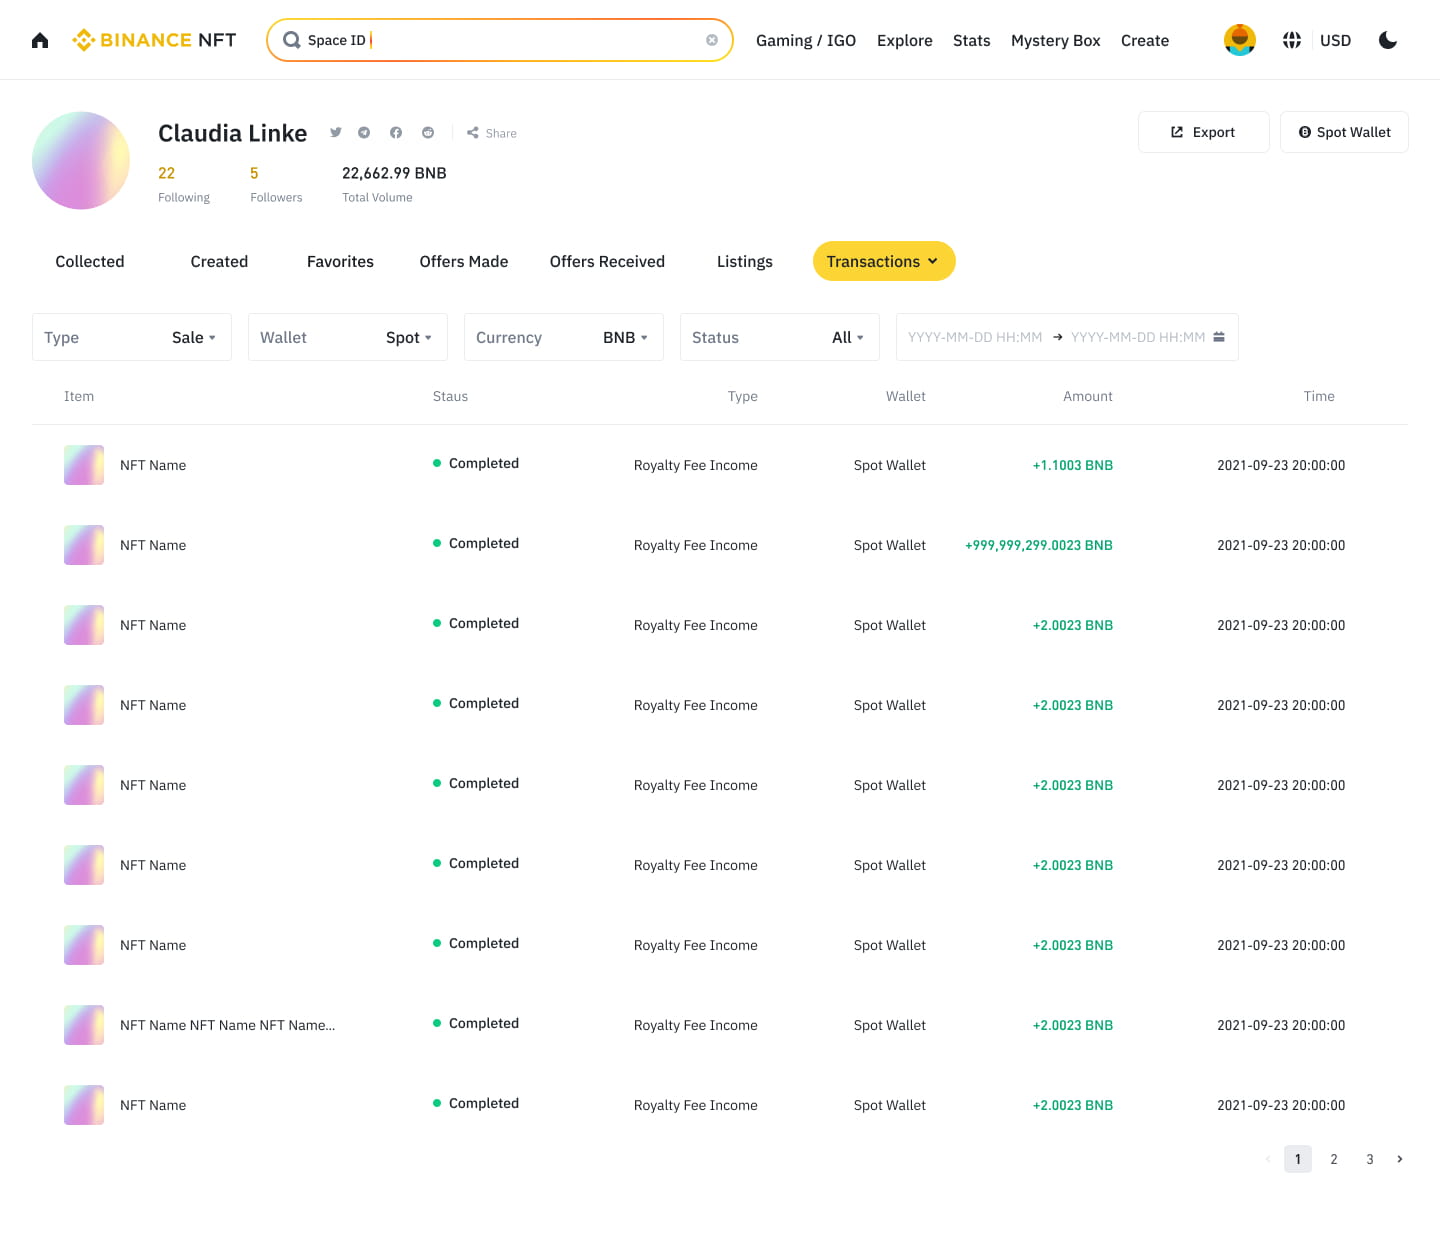 BINANCE NFT Space ID Gaming / IGO Explore Stats Mystery Box Create USD
Claudia Linke Share Export Spot Wallet
22 5 22,662.99 BNB
Following Followers Total Volume
Collected Created Favorites Offers Made Offers Received Listings Transactions
Type Sale Wallet Spot Currency BNB Status All YYYY-MM-DD HH:MM → YYYY-MM-DD HH:MM
Item Staus Type Wallet Amount Time
NFT Name Completed Royalty Fee Income Spot Wallet +1.1003 BNB 2021-09-23 20:00:00
NFT Name Completed Royalty Fee Income Spot Wallet +999,999,299.0023 BNB 2021-09-23 20:00:00
NFT Name Completed Royalty Fee Income Spot Wallet +2.0023 BNB 2021-09-23 20:00:00
NFT Name Completed Royalty Fee Income Spot Wallet +2.0023 BNB 2021-09-23 20:00:00
NFT Name Completed Royalty Fee Income Spot Wallet +2.0023 BNB 2021-09-23 20:00:00
NFT Name Completed Royalty Fee Income Spot Wallet +2.0023 BNB 2021-09-23 20:00:00
NFT Name Completed Royalty Fee Income Spot Wallet +2.0023 BNB 2021-09-23 20:00:00
NFT Name NFT Name NFT Name... Completed Royalty Fee Income Spot Wallet +2.0023 BNB 2021-09-23 20:00:00
NFT Name Completed Royalty Fee Income Spot Wallet +2.0023 BNB 2021-09-23 20:00:00
1 2 3